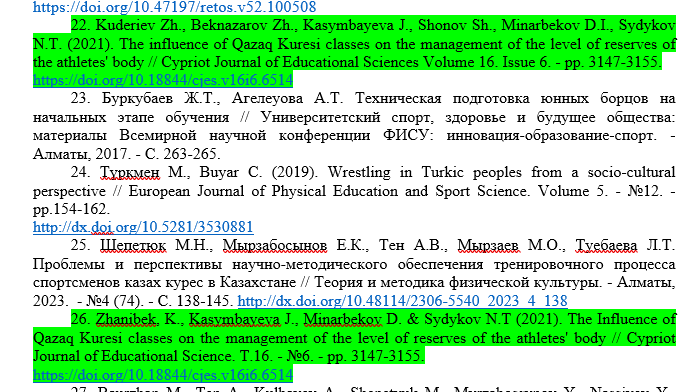 https://doi.org/10.47197/retos.v52.100508
22. Kuderiev Zh., Beknazarov Zh., Kasymbayeva J., Shonov Sh., Minarbekov D.I., Sydykov
N.T. (2021). The influence of Qazaq Kuresi classes on the management of the level of reserves of
the athletes' body // Cypriot Journal of Educational Sciences Volume 16. Issue 6. - pp. 3147-3155.
https://doi.org/10.18844/cjes.v16i6.6514
23. Буркубаев Ж.Т., Агелеуова А.Т. Техническая подготовка юнных борцов на
начальных этапе обучения // Университетский спорт, здоровье и будущее общества:
материалы Всемирной научной конференции ФИСУ: инновация-образование-спорт. -
Алматы, 2017. - С. 263-265.
24. Туркмен М., Buyar C. (2019). Wrestling in Turkic peoples from a socio-cultural
perspective // European Journal of Physical Education and Sport Science. Volume 5. - №12. -
pp.154-162.
http://dx.doi.org/10.5281/3530881
25. Шепетюк М.Н., Мырзабосынов Е.К., Тен А.В., Мырзаев М.О., Туебаева Л.Т.
Проблемы и перспективы научно-методического обеспечения тренировочного процесса
спортсменов казах курес в Казахстане // Теория и методика физической культуры. - Алматы,
2023. - №4 (74). - С. 138-145. http://dx.doi.org/10.48114/2306-5540_2023_4_138
26. Zhanibek. K., Kasymbayeva J., Minarbekov D. & Sydykov N.T (2021). The Influence of
Qazaq Kuresi classes on the management of the level of reserves of the athletes' body // Cypriot
Journal of Educational Science. T.16. - №6. - pp. 3147-3155.
https://doi.org/10.18844/cjes.v16i6.6514